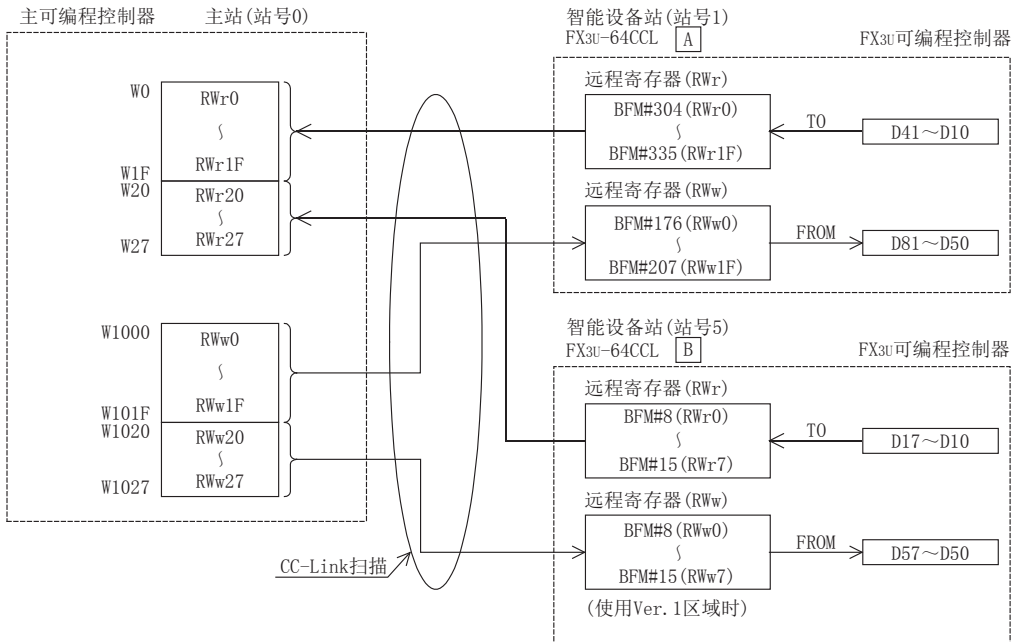 主可编程控制器
主站(站号0)
W0
RWr0
∫
RWr1F
W1F
W20
RWr20
∫
RWr27
W27
W1000
RWw0
∫
RWw1F
W101F
W1020
RWw20
∫
RWw27
W1027
CC-Link扫描
智能设备站(站号1)
FX3U-64CCL A
FX3U可编程控制器
远程寄存器(RWr)
BFM#304(RWr0)
∫
BFM#335(RWr1F)
TO
D41～D10
远程寄存器(RWw)
BFM#176(RWw0)
∫
BFM#207(RWw1F)
FROM
D81～D50
智能设备站(站号5)
FX3U-64CCL B
FX3U可编程控制器
远程寄存器(RWr)
BFM#8(RWr0)
∫
BFM#15(RWr7)
TO
D17～D10
远程寄存器(RWw)
BFM#8(RWw0)
∫
BFM#15(RWw7)
FROM
D57～D50
(使用Ver.1区域时)